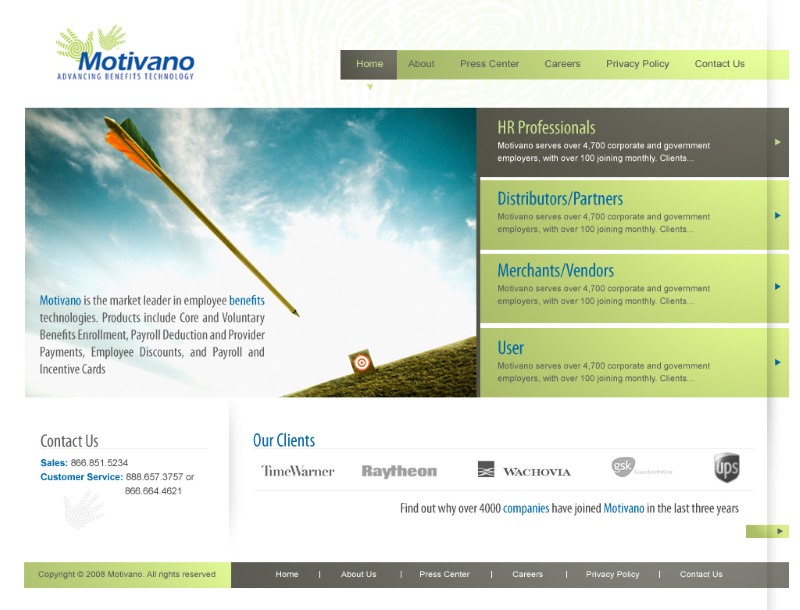 Motivano
ADVANCING BENEFITS TECHNOLOGY
Home About Press Center Careers Privacy Policy Contact Us
HR Professionals
Motivano serves over 4,700 corporate and government
employers, with over 100 joining monthly. Clients...
Distributors/Partners
Motivano serves over 4,700 corporate and government
employers, with over 100 joining monthly. Clients...
Merchants/Vendors
Motivano serves over 4,700 corporate and government
employers, with over 100 joining monthly. Clients...
User
Motivano serves over 4,700 corporate and government
employers, with over 100 joining monthly. Clients...
Motivano is the market leader in employee benefits
technologies. Products include Core and Voluntary
Benefits Enrollment, Payroll Deduction and Provider
Payments, Employee Discounts, and Payroll and
Incentive Cards
Contact Us
Sales: 866.851.5234
Customer Service: 888.657.3757 or
866.664.4621
Our Clients
TimeWarner Raytheon WACHOVIA gsk GlaxoSmithKline ups
Find out why over 4000 companies have joined Motivano in the last three years
Copyright © 2008 Motivano. All rights reserved
Home | About Us | Press Center | Careers | Privacy Policy | Contact Us